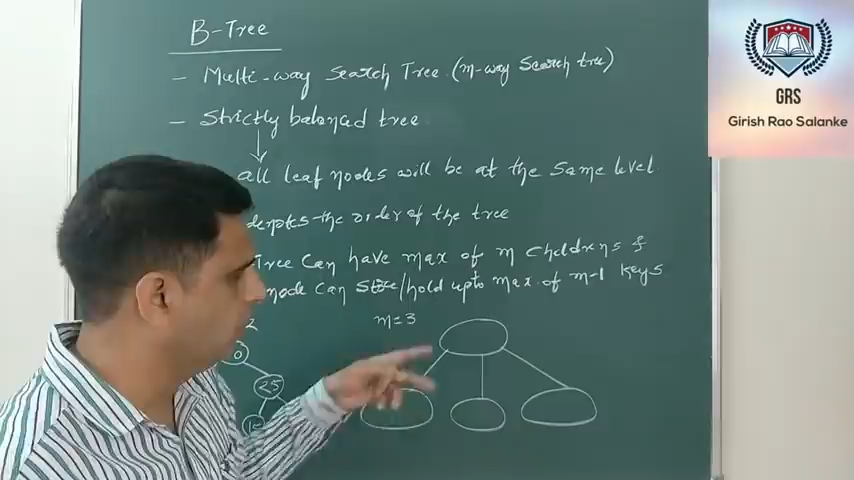 B-Tree
- Multi-way Search Tree (m-way Search tree)
- Strictly balanced tree
all leaf nodes will be at the same level
denotes the order of the tree
Tree can have max of m childrens &
node can store/hold upto max of m-1 keys
2
m=3
25
GRS
Girish Rao Salanke